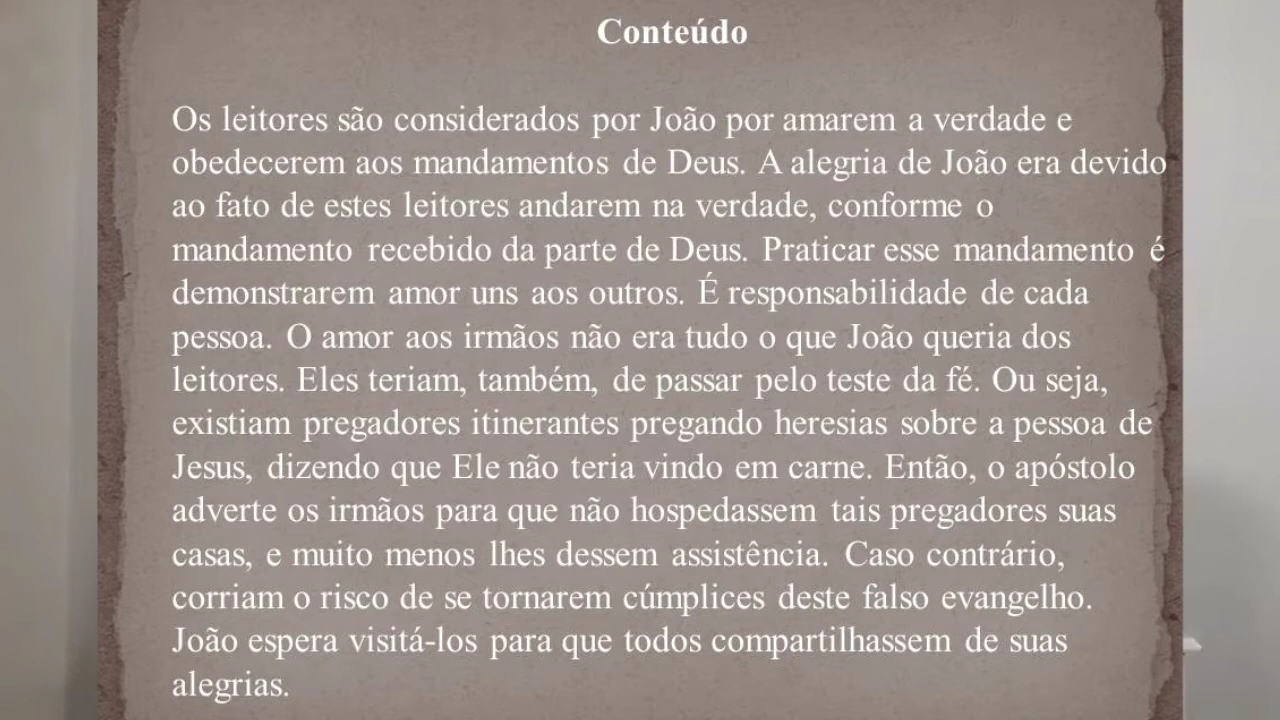 Conteúdo
Os leitores são considerados por João por amarem a verdade e
obedecerem aos mandamentos de Deus. A alegria de João era devido
ao fato de estes leitores andarem na verdade, conforme o
mandamento recebido da parte de Deus. Praticar esse mandamento é
demonstrarem amor uns aos outros. É responsabilidade de cada
pessoa. O amor aos irmãos não era tudo o que João queria dos
leitores. Eles teriam, também, de passar pelo teste da fé. Ou seja,
existiam pregadores itinerantes pregando heresias sobre a pessoa de
Jesus, dizendo que Ele não teria vindo em carne. Então, o apóstolo
adverte os irmãos para que não hospedassem tais pregadores suas
casas, e muito menos lhes dessem assistência. Caso contrário,
corriam o risco de se tornarem cúmplices deste falso evangelho.
João espera visitá-los para que todos compartilhassem de suas
alegrias.